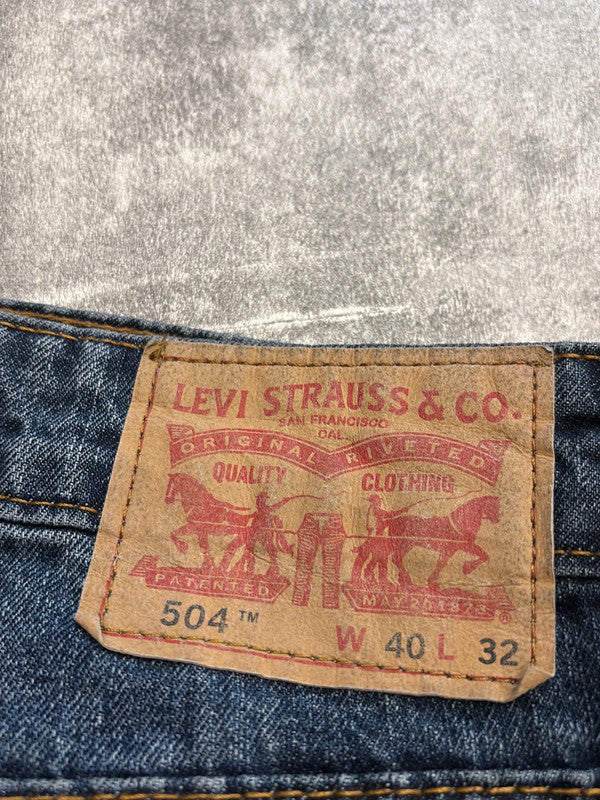 LEVI STRAUSS & CO.
SAN FRANCISCO
CAL.
ORIGINAL RIVETED
QUALITY CLOTHING
PATENTED MAY 20 1873 ®
504™ W 40 L 32